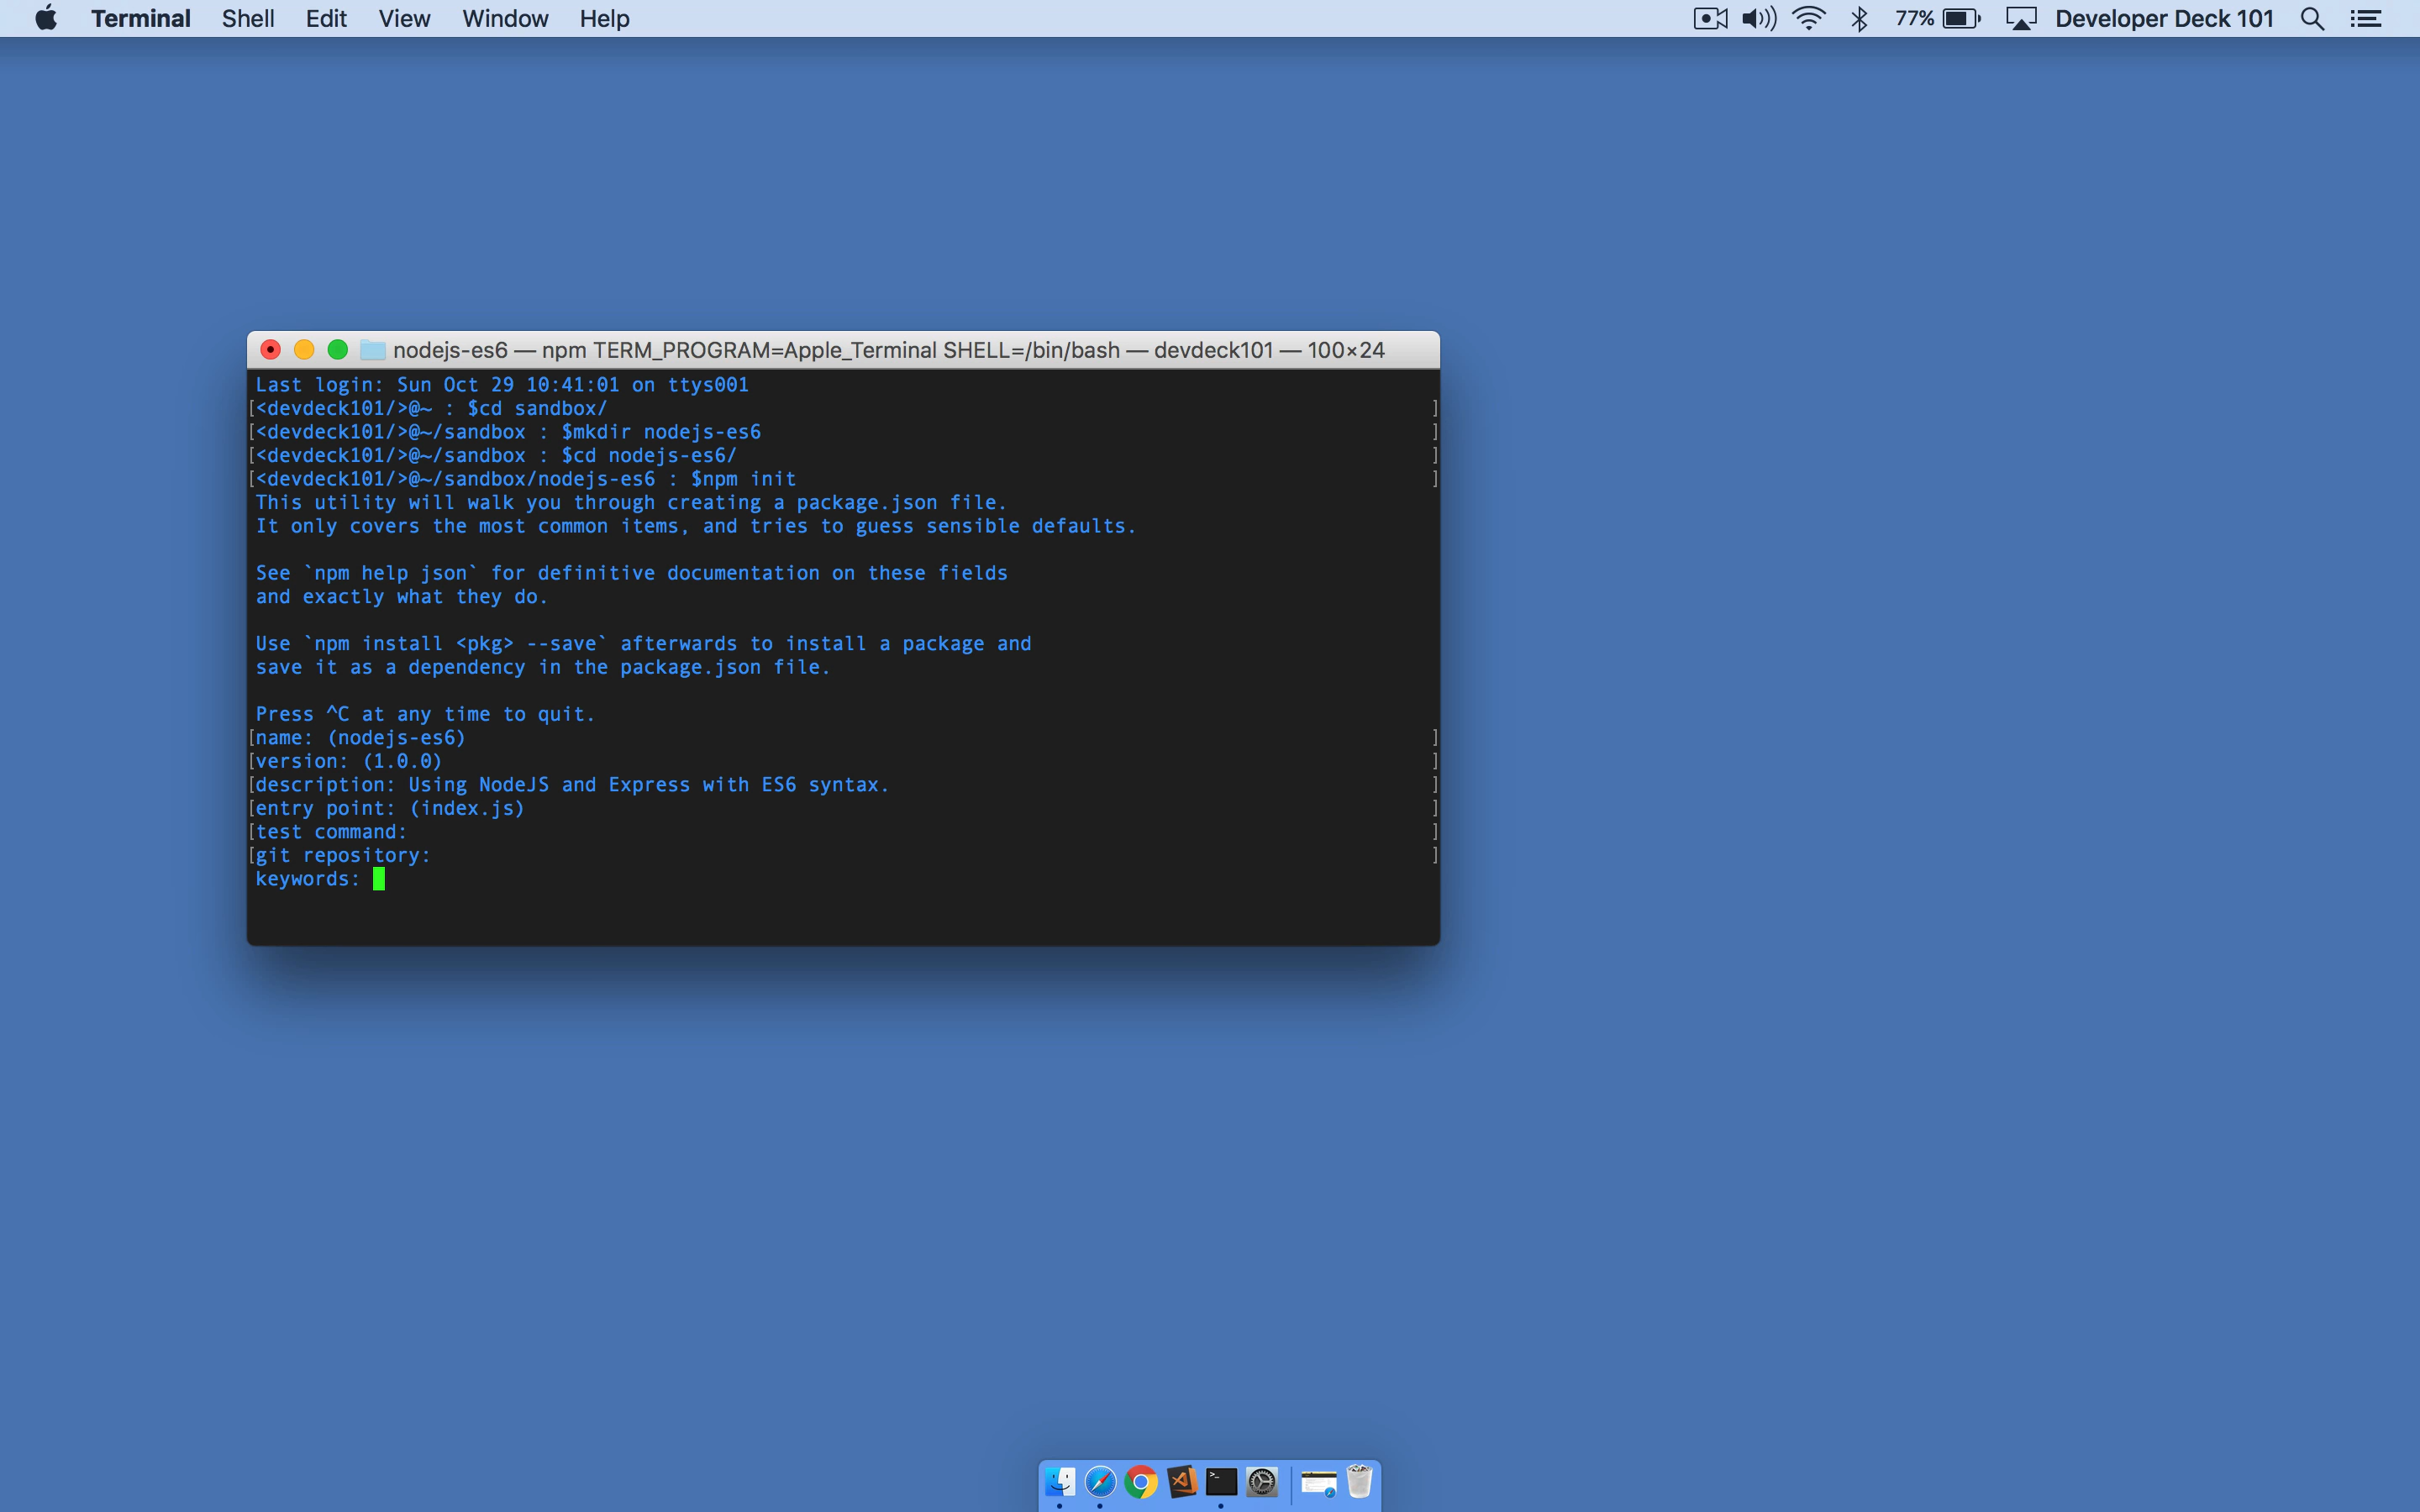 Terminal Shell Edit View Window Help 77% Developer Deck 101
nodejs-es6 — npm TERM_PROGRAM=Apple_Terminal SHELL=/bin/bash — devdeck101 — 100×24
Last login: Sun Oct 29 10:41:01 on ttys001
[<devdeck101/>@~ : $cd sandbox/ ]
[<devdeck101/>@~/sandbox : $mkdir nodejs-es6 ]
[<devdeck101/>@~/sandbox : $cd nodejs-es6/ ]
[<devdeck101/>@~/sandbox/nodejs-es6 : $npm init ]
This utility will walk you through creating a package.json file.
It only covers the most common items, and tries to guess sensible defaults.
See `npm help json` for definitive documentation on these fields
and exactly what they do.
Use `npm install <pkg> --save` afterwards to install a package and
save it as a dependency in the package.json file.
Press ^C at any time to quit.
[name: (nodejs-es6) ]
[version: (1.0.0) ]
[description: Using NodeJS and Express with ES6 syntax. ]
[entry point: (index.js) ]
[test command: ]
[git repository: ]
keywords: